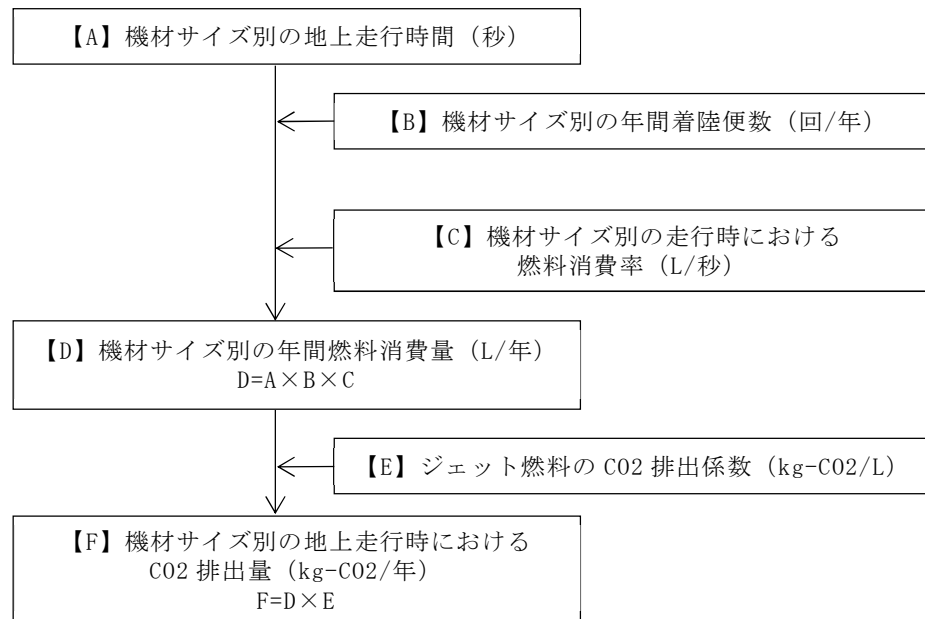 【A】機材サイズ別の地上走行時間（秒）
【B】機材サイズ別の年間着陸便数（回/年）
【C】機材サイズ別の走行時における
燃料消費率（L/秒）
【D】機材サイズ別の年間燃料消費量（L/年）
D=A×B×C
【E】ジェット燃料の CO2 排出係数（kg-CO2/L）
【F】機材サイズ別の地上走行時における
CO2 排出量（kg-CO2/年）
F=D×E